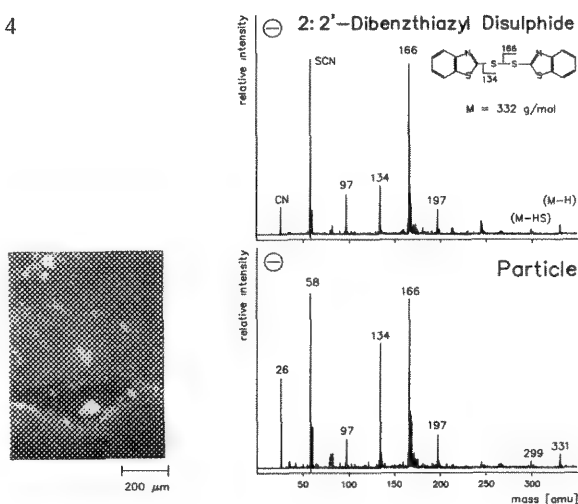 4
2:2'-Dibenzthiazyl Disulphide
relative intensity
SCN
166
166
N
S
S
S
N
S
134
M = 332 g/mol
CN
97
134
197
(M-HS)
(M-H)
Particle
relative intensity
26
58
97
134
166
197
299
331
50
100
150
200
250
300
mass [amu]
200 µm